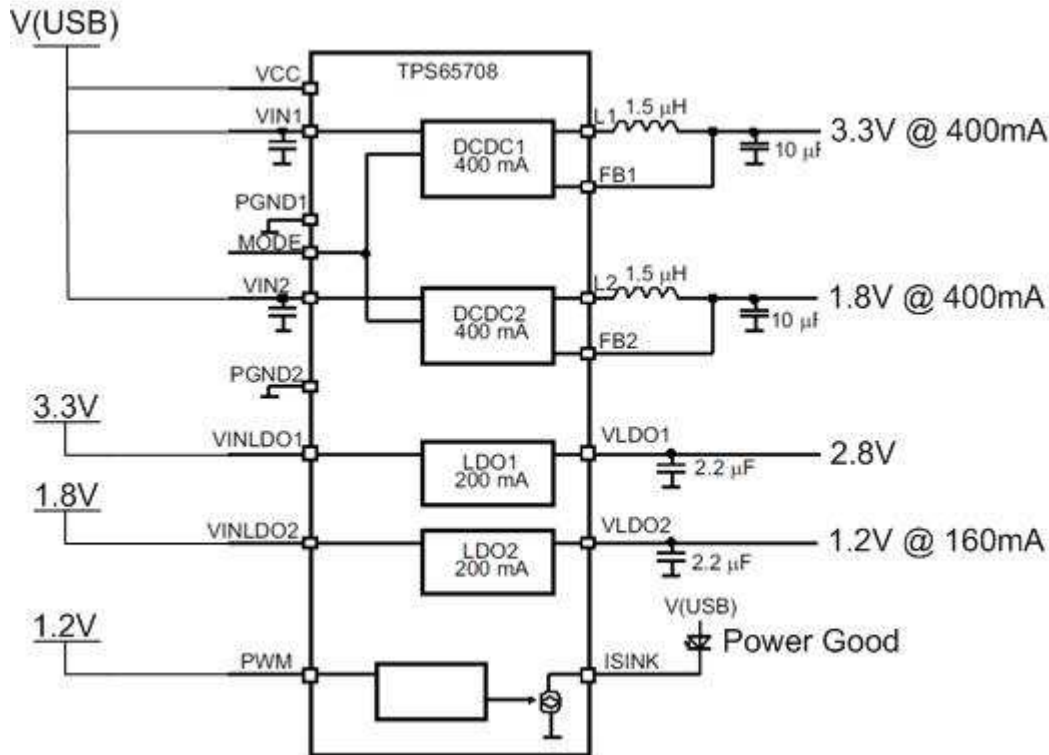 V(USB)
TPS65708
VCC
VIN1
L1
1.5 μH
DCDC1
400 mA
3.3V @ 400mA
10 μF
FB1
PGND1
MODE
VIN2
L2
1.5 μH
DCDC2
400 mA
1.8V @ 400mA
10 μF
FB2
PGND2
3.3V
VINLDO1
LDO1
200 mA
VLDO1
2.2 μF
2.8V
1.8V
VINLDO2
LDO2
200 mA
VLDO2
2.2 μF
1.2V @ 160mA
V(USB)
Power Good
1.2V
PWM
ISINK